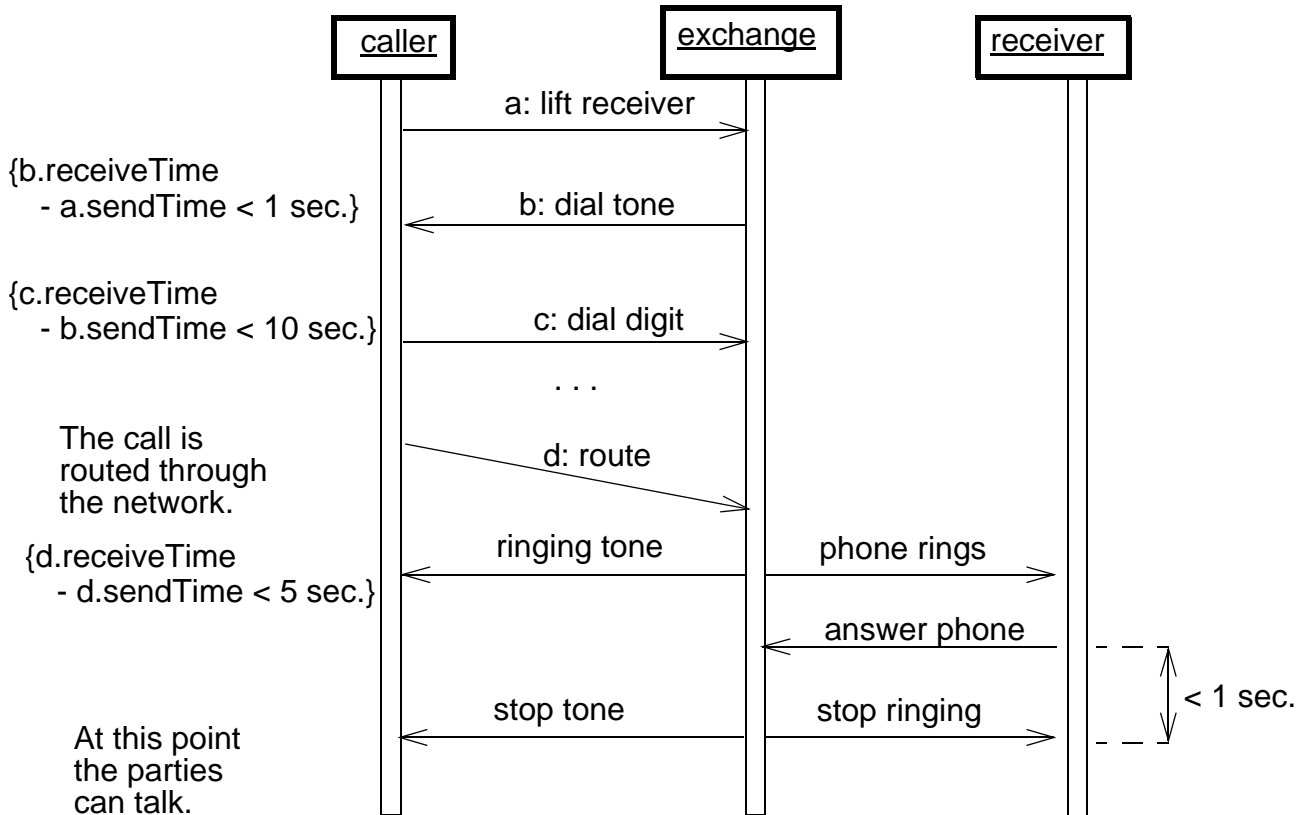 caller
exchange
receiver
a: lift receiver
{b.receiveTime
- a.sendTime < 1 sec.}
b: dial tone
{c.receiveTime
- b.sendTime < 10 sec.}
c: dial digit
. . .
The call is
routed through
the network.
d: route
{d.receiveTime
- d.sendTime < 5 sec.}
ringing tone
phone rings
answer phone
< 1 sec.
stop tone
stop ringing
At this point
the parties
can talk.